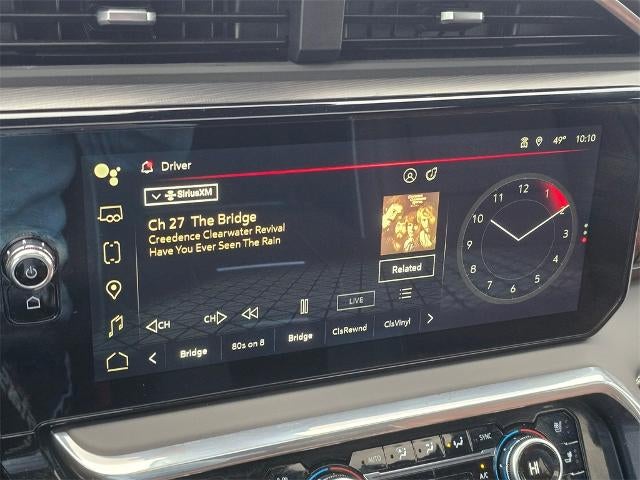 Driver
49° 10:10
SiriusXM
Ch 27 The Bridge
Creedence Clearwater Revival
Have You Ever Seen The Rain
Related
LIVE
CH
CH
Bridge
80s on 8
Bridge
ClsRewnd
ClsVinyl
12
1
2
3
4
5
6
7
8
9
10
11
AUTO
SYNC
A/C
HI